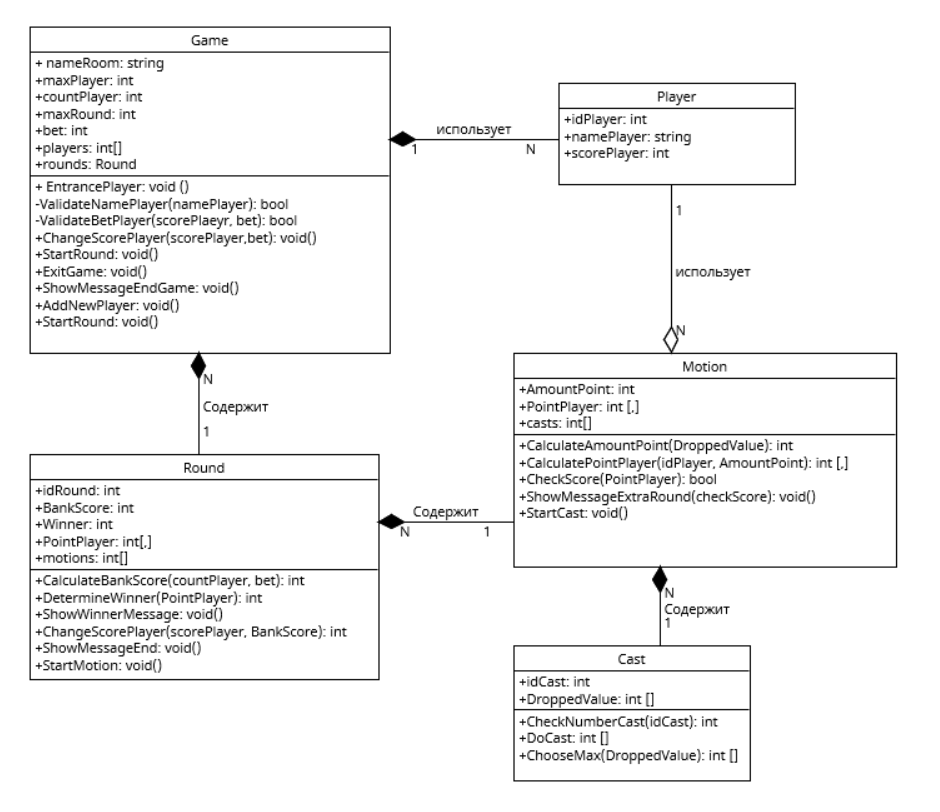 Game
+ nameRoom: string
+maxPlayer: int
+countPlayer: int
+maxRound: int
+bet: int
+players: int[]
+rounds: Round
+ EntrancePlayer: void ()
-ValidateNamePlayer(namePlayer): bool
-ValidateBetPlayer(scorePlaeyr, bet): bool
+ChangeScorePlayer(scorePlayer,bet): void()
+StartRound: void()
+ExitGame: void()
+ShowMessageEndGame: void()
+AddNewPlayer: void()
+StartRound: void()
использует
1
N
Player
+idPlayer: int
+namePlayer: string
+scorePlayer: int
1
использует
N
N
Содержит
1
Motion
+AmountPoint: int
+PointPlayer: int [,]
+casts: int[]
+CalculateAmountPoint(DroppedValue): int
+CalculatePointPlayer(idPlayer, AmountPoint): int [,]
+CheckScore(PointPlayer): bool
+ShowMessageExtraRound(checkScore): void()
+StartCast: void()
Round
+idRound: int
+BankScore: int
+Winner: int
+PointPlayer: int[,]
+motions: int[]
+CalculateBankScore(countPlayer, bet): int
+DetermineWinner(PointPlayer): int
+ShowWinnerMessage: void()
+ChangeScorePlayer(scorePlayer, BankScore): int
+ShowMessageEnd: void()
+StartMotion: void()
Содержит
N
1
N
Содержит
1
Cast
+idCast: int
+DroppedValue: int []
+CheckNumberCast(idCast): int
+DoCast: int []
+ChooseMax(DroppedValue): int []